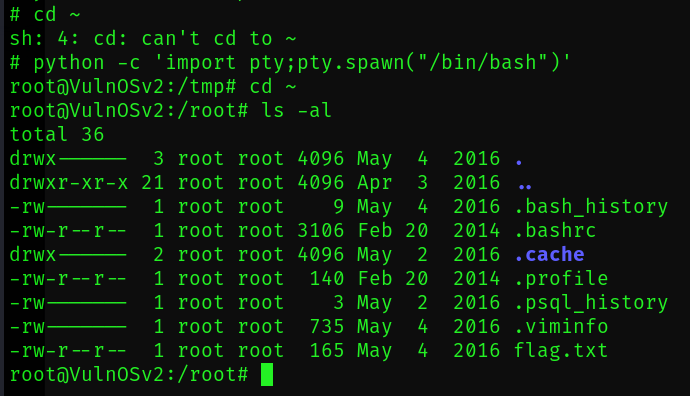 # cd ~
sh: 4: cd: can't cd to ~
# python -c 'import pty;pty.spawn("/bin/bash")'
root@VulnOSv2:/tmp# cd ~
root@VulnOSv2:/root# ls -al
total 36
drwx------  3 root root 4096 May  4  2016 .
drwxr-xr-x 21 root root 4096 Apr  3  2016 ..
-rw-------  1 root root    9 May  4  2016 .bash_history
-rw-r--r--  1 root root 3106 Feb 20  2014 .bashrc
drwx------  2 root root 4096 May  2  2016 .cache
-rw-r--r--  1 root root  140 Feb 20  2014 .profile
-rw-------  1 root root    3 May  2  2016 .psql_history
-rw-------  1 root root  735 May  4  2016 .viminfo
-rw-r--r--  1 root root  165 May  4  2016 flag.txt
root@VulnOSv2:/root#